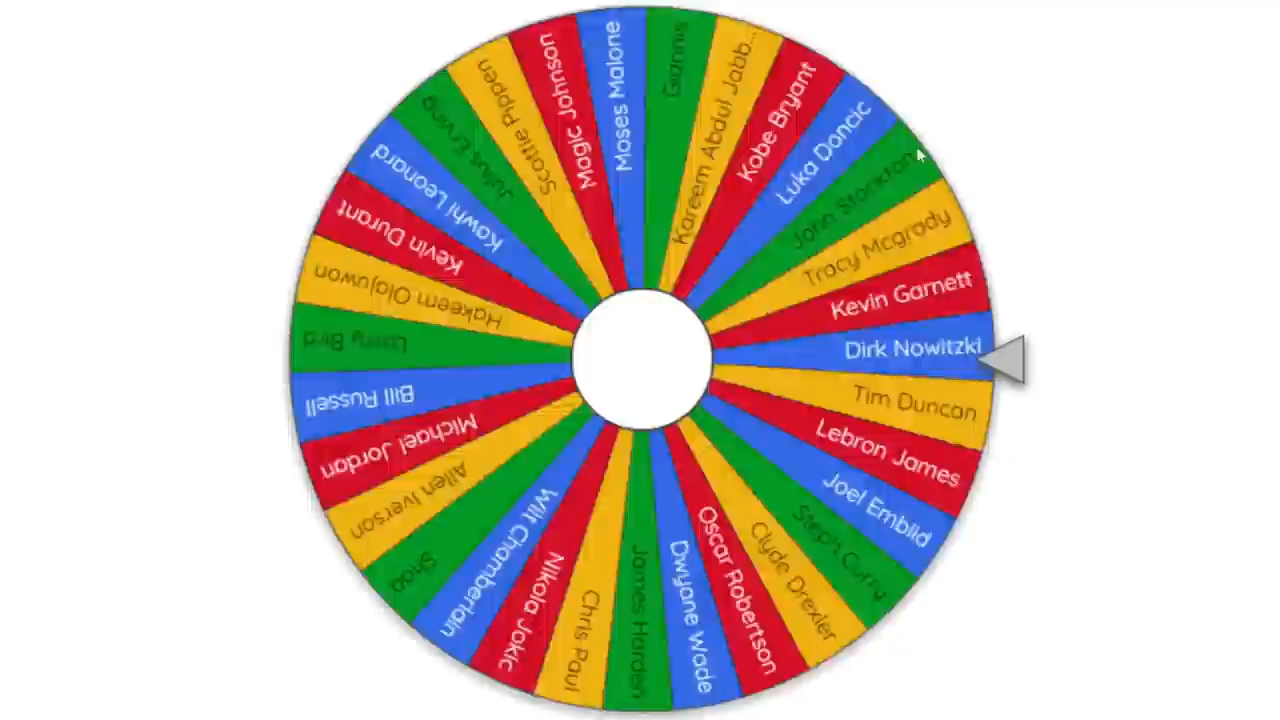 Moses Malone
Giannis
Kareem Abdul Jabb...
Kobe Bryant
Luka Doncic
John Stockton
Tracy Mcgrady
Kevin Garnett
Dirk Nowitzki
Tim Duncan
Lebron James
Joel Embiid
Steph Curry
Clyde Drexler
Oscar Robertson
Dwyane Wade
James Harden
Chris Paul
Nikola Jokic
Wilt Chamberlain
Shaq
Allen Iverson
Michael Jordan
Bill Russell
Larry Bird
Hakeem Olajuwon
Kevin Durant
Kawhi Leonard
Julius Erving
Scottie Pippen
Magic Johnson